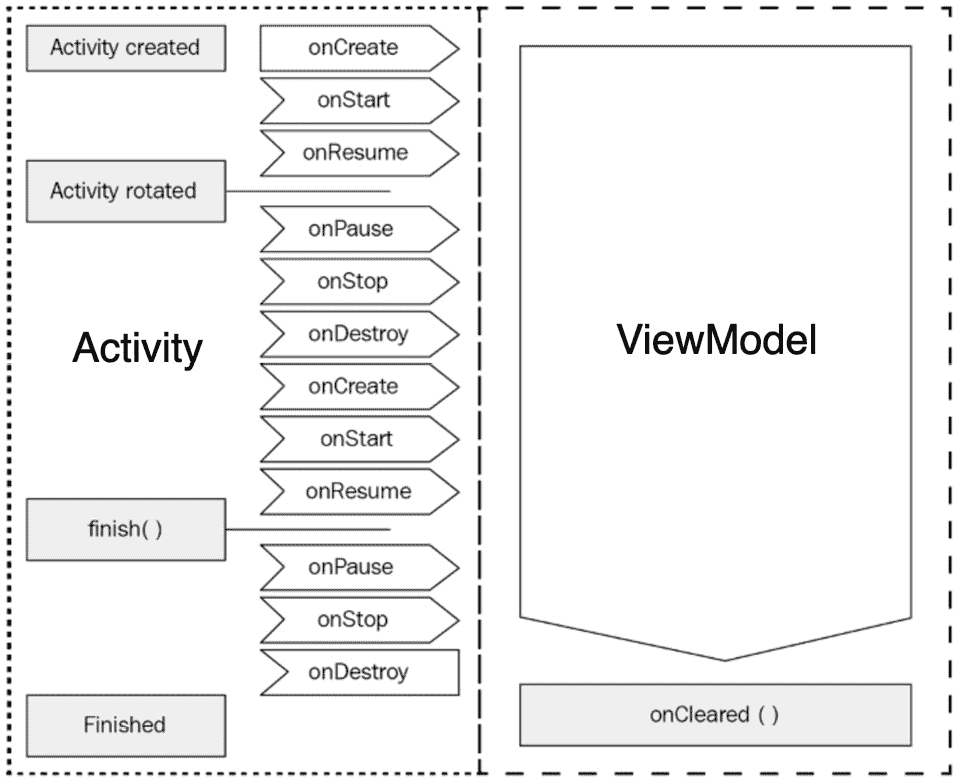 Activity created
onCreate
onStart
onResume
Activity rotated
onPause
onStop
onDestroy
Activity
onCreate
onStart
onResume
finish( )
onPause
onStop
onDestroy
Finished
ViewModel
onCleared ( )